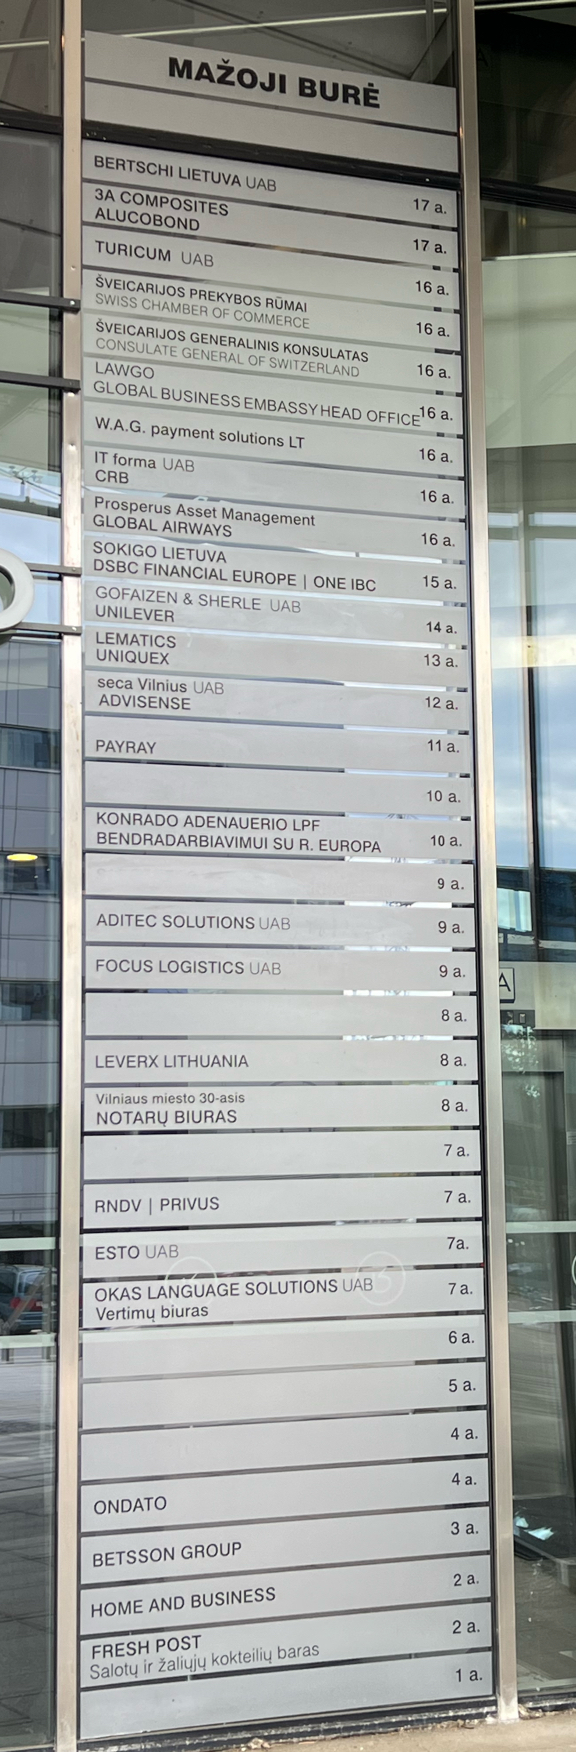 MAŽOJI BURĖ
BERTSCHI LIETUVA UAB 17 a.
3A COMPOSITES
ALUCOBOND 17 a.
TURICUM UAB 16 a.
ŠVEICARIJOS PREKYBOS RŪMAI
SWISS CHAMBER OF COMMERCE 16 a.
ŠVEICARIJOS GENERALINIS KONSULATAS
CONSULATE GENERAL OF SWITZERLAND 16 a.
LAWGO
GLOBAL BUSINESS EMBASSY HEAD OFFICE 16 a.
W.A.G. payment solutions LT 16 a.
IT forma UAB
CRB 16 a.
Prosperus Asset Management
GLOBAL AIRWAYS 16 a.
SOKIGO LIETUVA
DSBC FINANCIAL EUROPE | ONE IBC 15 a.
GOFAIZEN & SHERLE UAB
UNILEVER 14 a.
LEMATICS
UNIQUEX 13 a.
seca Vilnius UAB
ADVISENSE 12 a.
PAYRAY 11 a.
10 a.
KONRADO ADENAUERIO LPF
BENDRADARBIAVIMUI SU R. EUROPA 10 a.
9 a.
ADITEC SOLUTIONS UAB 9 a.
FOCUS LOGISTICS UAB 9 a.
8 a.
LEVERX LITHUANIA 8 a.
Vilniaus miesto 30-asis
NOTARŲ BIURAS 8 a.
7 a.
RNDV | PRIVUS 7 a.
ESTO UAB 7a.
OKAS LANGUAGE SOLUTIONS UAB
Vertimų biuras 7 a.
6 a.
5 a.
4 a.
ONDATO 4 a.
BETSSON GROUP 3 a.
HOME AND BUSINESS 2 a.
FRESH POST
Salotų ir žaliųjų kokteilių baras 2 a.
1 a.
A